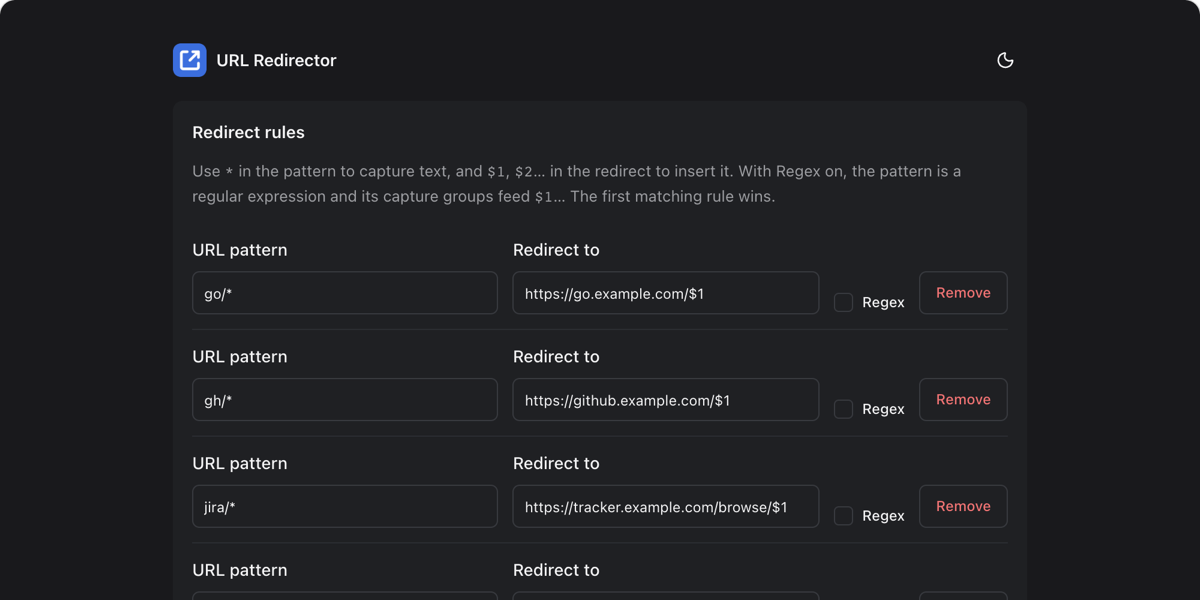 URL Redirector
Redirect rules
Use * in the pattern to capture text, and $1, $2… in the redirect to insert it. With Regex on, the pattern is a
regular expression and its capture groups feed $1… The first matching rule wins.
URL pattern
Redirect to
go/*
https://go.example.com/$1
Regex
Remove
URL pattern
Redirect to
gh/*
https://github.example.com/$1
Regex
Remove
URL pattern
Redirect to
jira/*
https://tracker.example.com/browse/$1
Regex
Remove
URL pattern
Redirect to